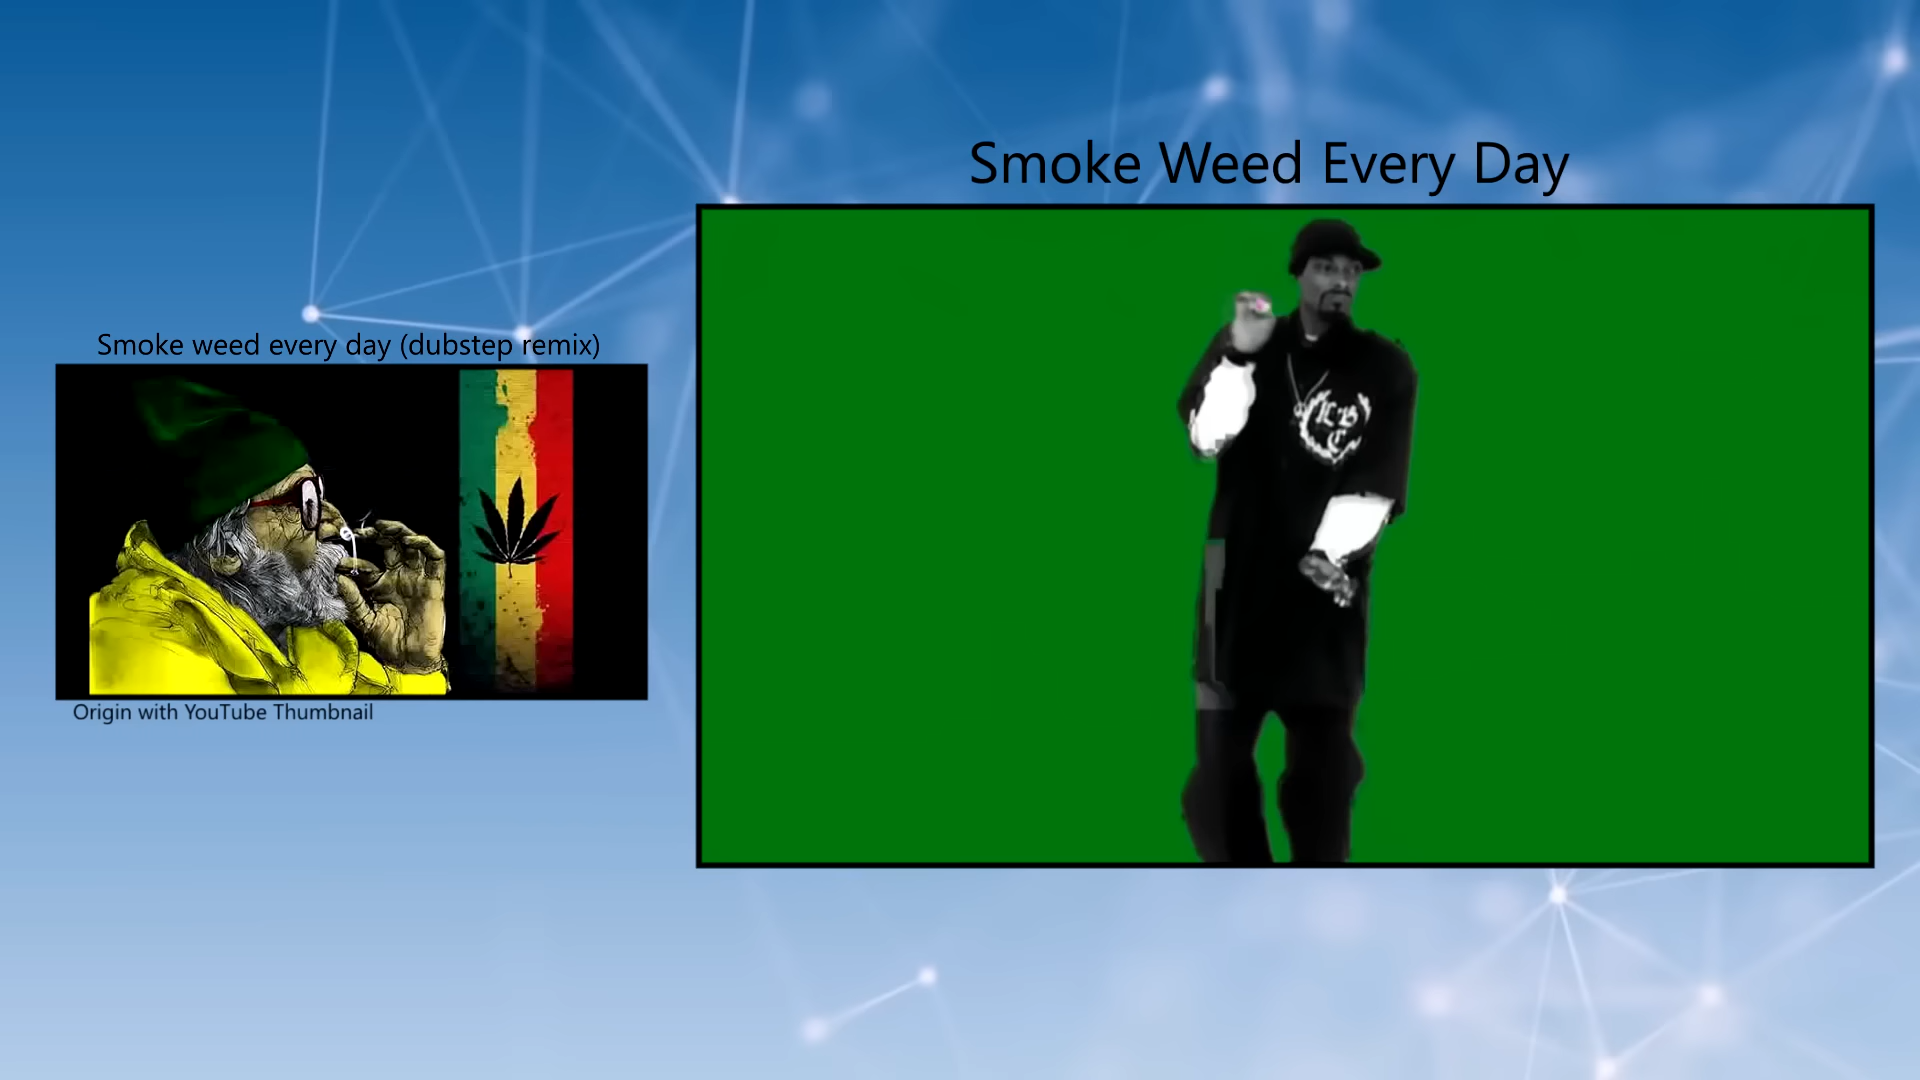 Smoke Weed Every Day
Smoke weed every day (dubstep remix)
Origin with YouTube Thumbnail